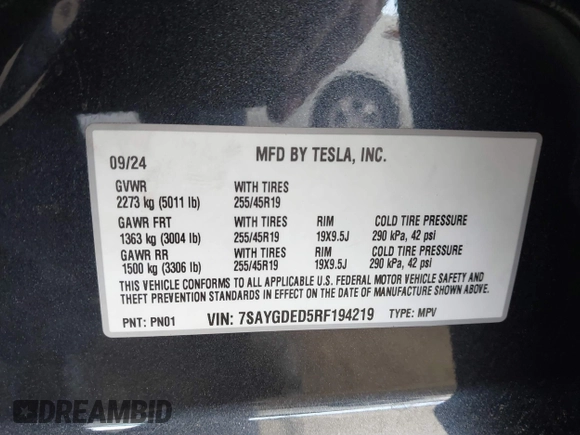 09/24 MFD BY TESLA, INC.
GVWR WITH TIRES
2273 kg (5011 lb) 255/45R19
GAWR FRT WITH TIRES RIM COLD TIRE PRESSURE
1363 kg (3004 lb) 255/45R19 19X9.5J 290 kPa, 42 psi
GAWR RR WITH TIRES RIM COLD TIRE PRESSURE
1500 kg (3306 lb) 255/45R19 19X9.5J 290 kPa, 42 psi
THIS VEHICLE CONFORMS TO ALL APPLICABLE U.S. FEDERAL MOTOR VEHICLE SAFETY AND
THEFT PREVENTION STANDARDS IN EFFECT ON THE DATE OF MANUFACTURE SHOWN ABOVE.
PNT: PN01 VIN: 7SAYGDED5RF194219 TYPE: MPV
DREAMBID